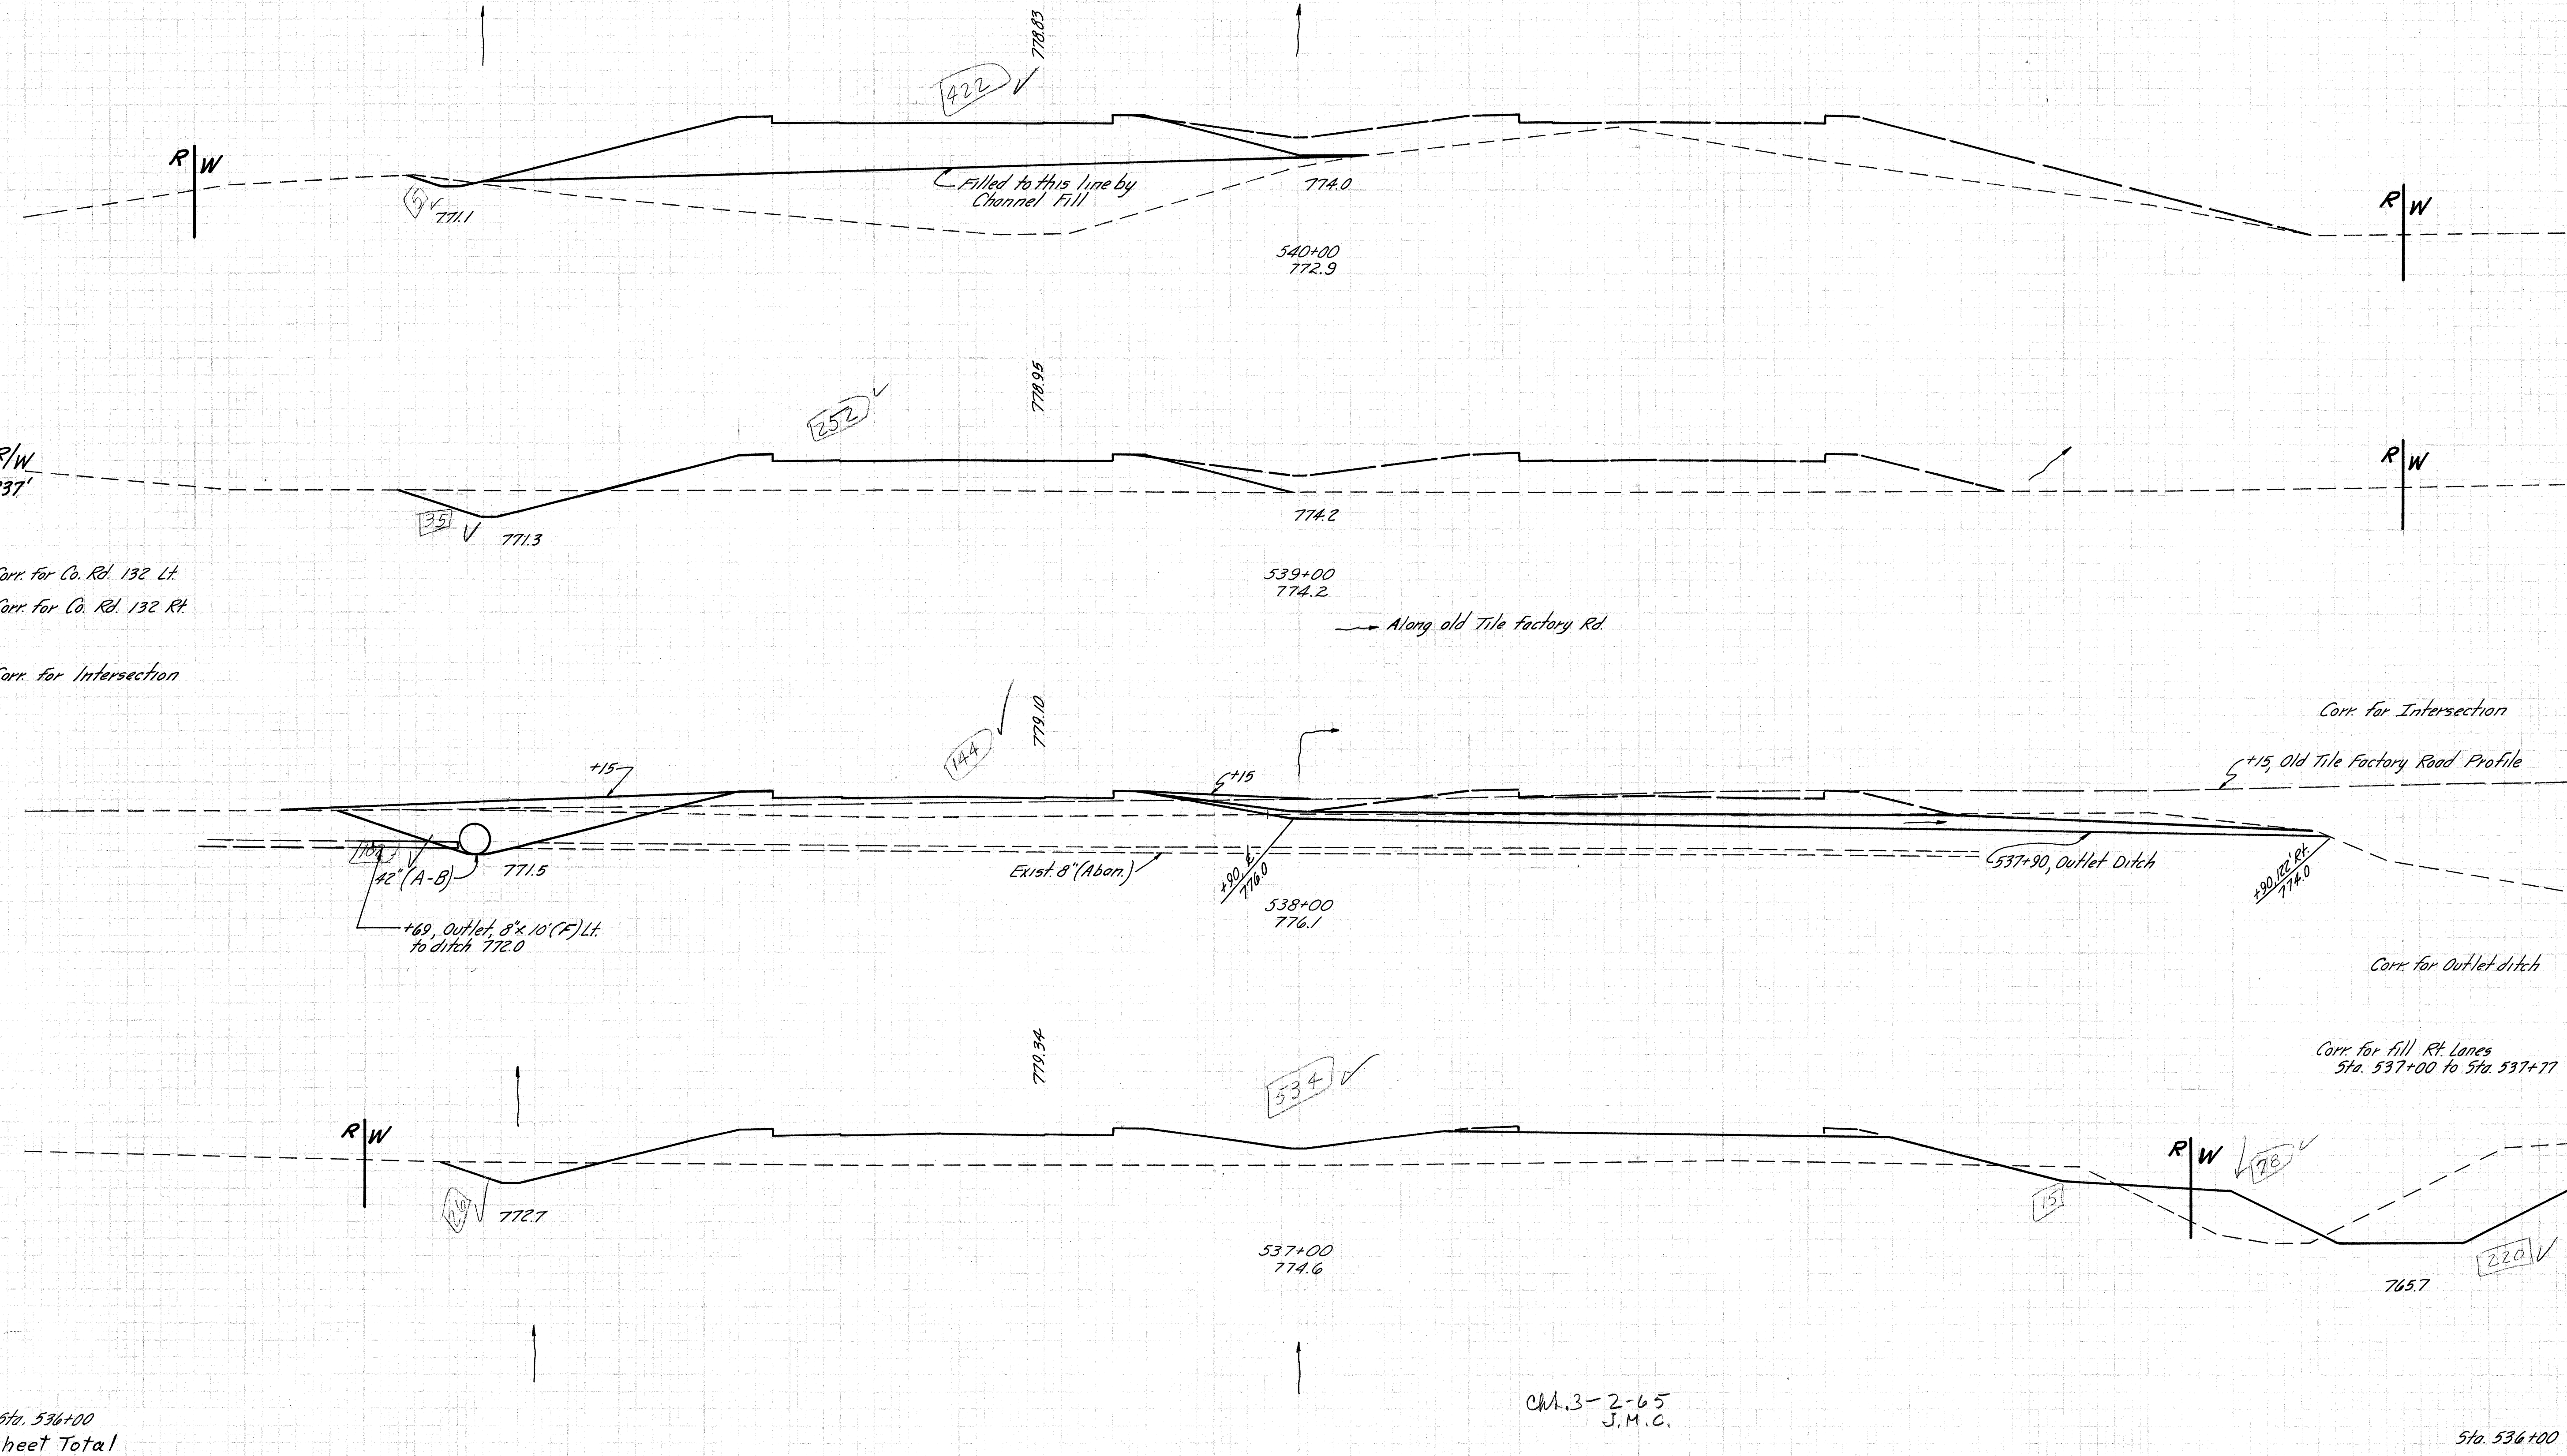 778.83
422 ✓
R/W
Filled to this line by
Channel Fill
774.0
5 ✓
771.1
R/W
540+00
772.9
778.95
252 ✓
R/W
37'
R/W
35 ✓
771.3
774.2
Corr. for Co. Rd. 132 Lt.
539+00
774.2
Corr. for Co. Rd. 132 Rt.
Along old Tile factory Rd.
Corr. for Intersection
779.10
Corr. for Intersection
144 ✓
+15
+15
+15, Old Tile Factory Road Profile
42" (A-B)
771.5
Exist. 8" (Aban.)
+90, ℄
776.0
537+90, Outlet Ditch
+90, 122' Rt.
774.0
538+00
776.1
+69, Outlet, 8" x 10' (F) Lt.
to ditch 772.0
Corr. for Outlet ditch
779.34
Corr. for fill Rt. Lanes
Sta. 537+00 to Sta. 537+77
534 ✓
R/W
R/W
78 ✓
772.7
15
537+00
774.6
220 ✓
765.7
Chk. 3-2-65
J.M.C.
Sta. 536+00
heet Total
Sta. 536+00